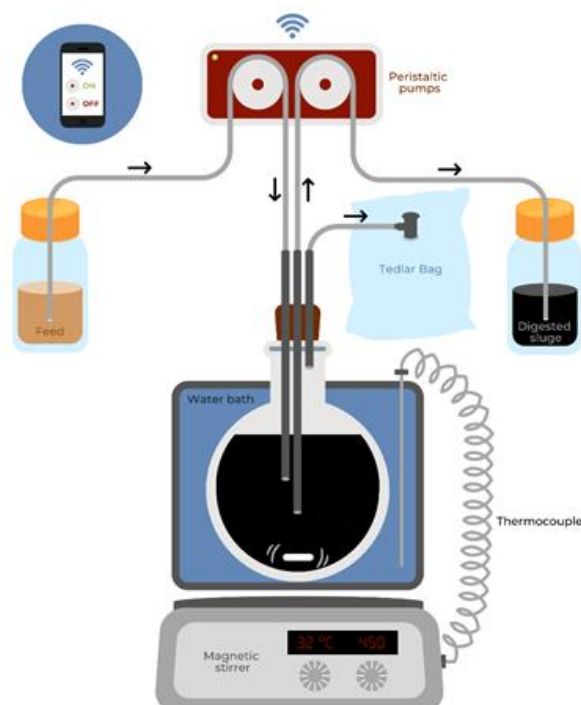 ON
OFF
Peristaltic
pumps
Tedlar Bag
Feed
Digested
sluge
Water bath
Thermocouple
32 °C
450
Magnetic
stirrer